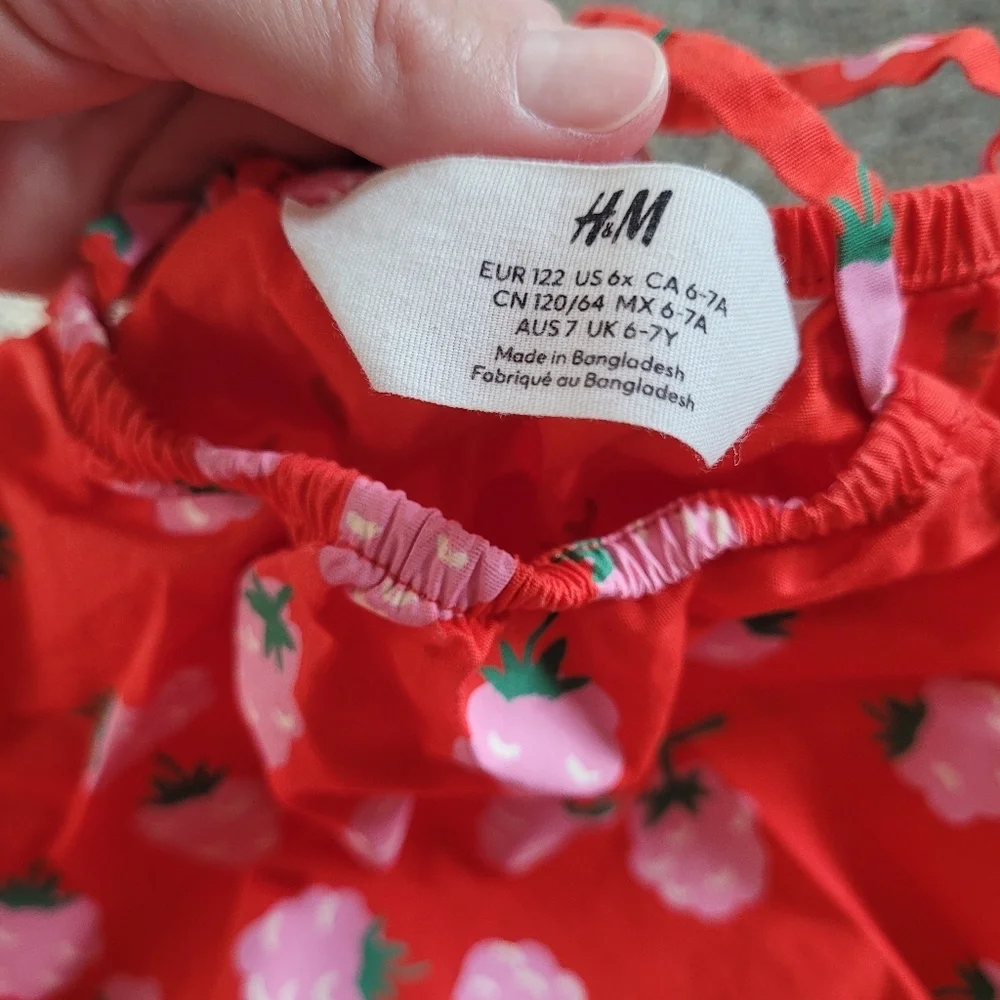 H&M
EUR 122 US 6x CA 6-7A
CN 120/64 MX 6-7A
AUS 7 UK 6-7Y
Made in Bangladesh
Fabriqué au Bangladesh